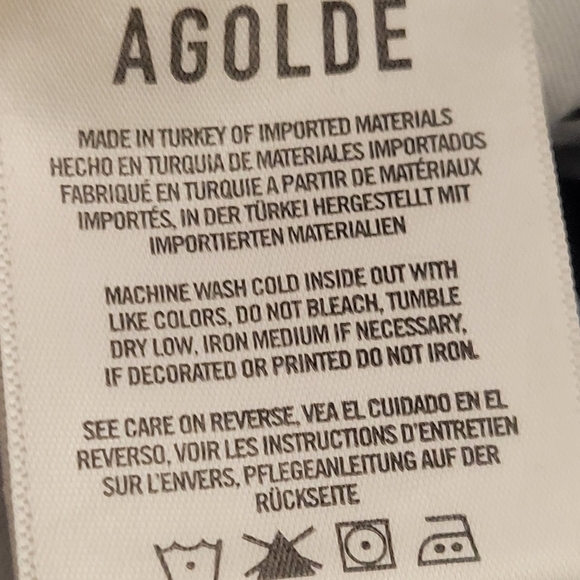 AGOLDE
MADE IN TURKEY OF IMPORTED MATERIALS
HECHO EN TURQUIA DE MATERIALES IMPORTADOS
FABRIQUÉ EN TURQUIE A PARTIR DE MATÉRIAUX
IMPORTÉS, IN DER TÜRKEI HERGESTELLT MIT
IMPORTIERTEN MATERIALIEN
MACHINE WASH COLD INSIDE OUT WITH
LIKE COLORS, DO NOT BLEACH, TUMBLE
DRY LOW, IRON MEDIUM IF NECESSARY,
IF DECORATED OR PRINTED DO NOT IRON.
SEE CARE ON REVERSE, VEA EL CUIDADO EN EL
REVERSO, VOIR LES INSTRUCTIONS D'ENTRETIEN
SUR L'ENVERS, PFLEGEANLEITUNG AUF DER
RÜCKSEITE